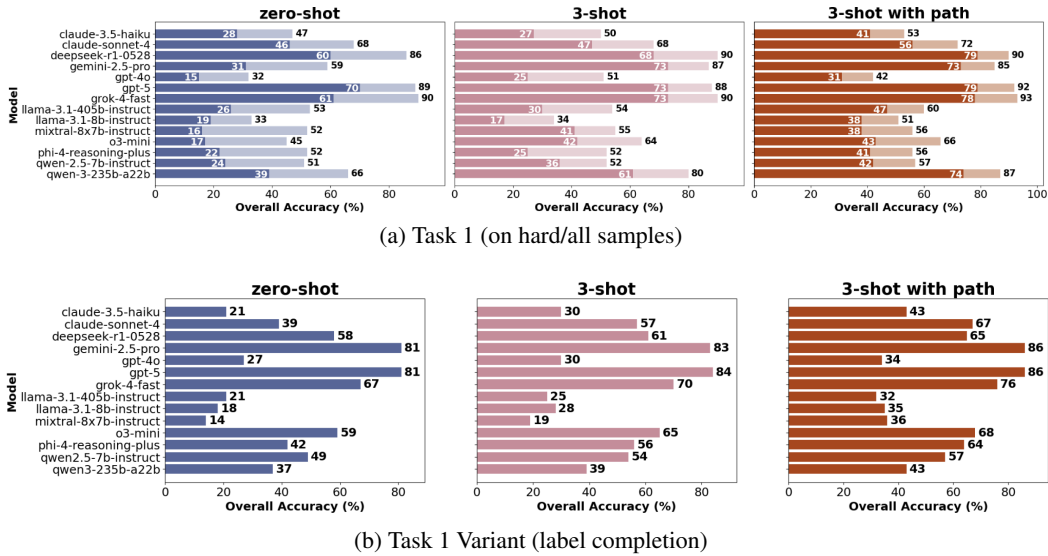 zero-shot 3-shot 3-shot with path
Model
claude-3.5-haiku 28 47 27 50 41 53
claude-sonnet-4 46 68 47 68 56 72
deepseek-r1-0528 60 86 68 90 79 90
gemini-2.5-pro 31 59 73 87 73 85
gpt-4o 15 32 25 51 31 42
gpt-5 70 89 73 88 79 92
grok-4-fast 61 90 73 90 78 93
llama-3.1-405b-instruct 26 53 30 54 47 60
llama-3.1-8b-instruct 19 33 17 34 38 51
mixtral-8x7b-instruct 16 52 41 55 38 56
o3-mini 17 45 42 64 43 66
phi-4-reasoning-plus 22 52 25 52 41 56
qwen-2.5-7b-instruct 24 51 36 52 42 57
qwen-3-235b-a22b 39 66 61 80 74 87
0 20 40 60 80 0 20 40 60 80 0 20 40 60 80 100
Overall Accuracy (%) Overall Accuracy (%) Overall Accuracy (%)
(a) Task 1 (on hard/all samples)
zero-shot 3-shot 3-shot with path
Model
claude-3.5-haiku 21 30 43
claude-sonnet-4 39 57 67
deepseek-r1-0528 58 61 65
gemini-2.5-pro 81 83 86
gpt-4o 27 30 34
gpt-5 81 84 86
grok-4-fast 67 70 76
llama-3.1-405b-instruct 21 25 32
llama-3.1-8b-instruct 18 28 35
mixtral-8x7b-instruct 14 19 36
o3-mini 59 65 68
phi-4-reasoning-plus 42 56 64
qwen2.5-7b-instruct 49 54 57
qwen3-235b-a22b 37 39 43
0 20 40 60 80 0 20 40 60 80 0 20 40 60 80
Overall Accuracy (%) Overall Accuracy (%) Overall Accuracy (%)
(b) Task 1 Variant (label completion)